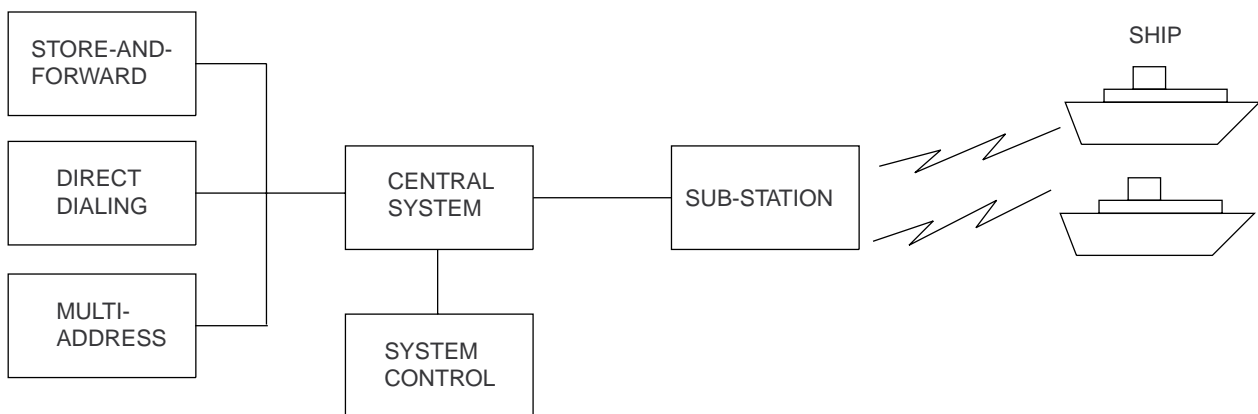 STORE-AND-
FORWARD
DIRECT
DIALING
MULTI-
ADDRESS
CENTRAL
SYSTEM
SYSTEM
CONTROL
SUB-STATION
SHIP